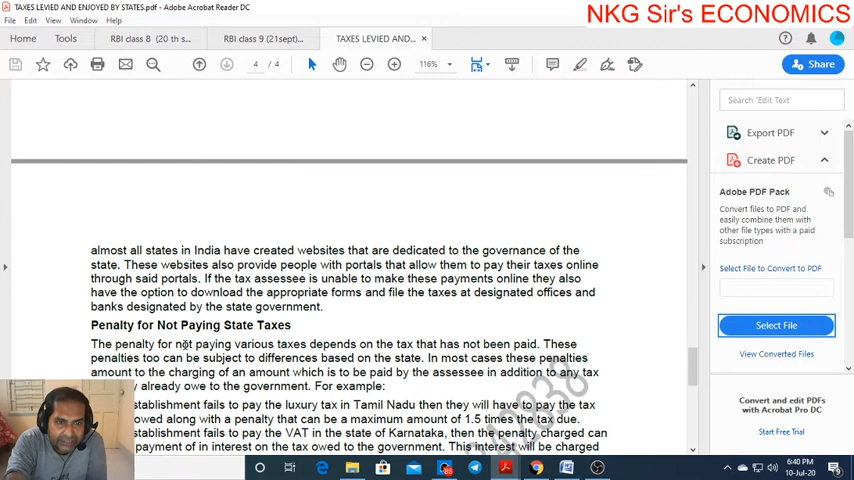 TAXES LEVIED AND ENJOYED BY STATES.pdf - Adobe Acrobat Reader DC
NKG Sir's ECONOMICS
File Edit View Window Help
Home Tools RBI class 8 (20 th s... RBI class 9 (21sept)... TAXES LEVIED AND... ×
4 / 4 116% Share
Search 'Edit Text'
Export PDF
Create PDF
Adobe PDF Pack
Convert files to PDF and
easily combine them with
other file types with a paid
subscription
Select File to Convert to PDF
Select File
View Converted Files
Convert and edit PDFs
with Acrobat Pro DC
Start Free Trial
almost all states in India have created websites that are dedicated to the governance of the
state. These websites also provide people with portals that allow them to pay their taxes online
through said portals. If the tax assessee is unable to make these payments online they also
have the option to download the appropriate forms and file the taxes at designated offices and
banks designated by the state government.
Penalty for Not Paying State Taxes
The penalty for not paying various taxes depends on the tax that has not been paid. These
penalties too can be subject to differences based on the state. In most cases these penalties
amount to the charging of an amount which is to be paid by the assessee in addition to any tax
already owe to the government. For example:
stablishment fails to pay the luxury tax in Tamil Nadu then they will have to pay the tax
owed along with a penalty that can be a maximum amount of 1.5 times the tax due.
stablishment fails to pay the VAT in the state of Karnataka, then the penalty charged can
payment of in interest on the tax owed to the government. This interest will be charged
6:40 PM
10-Jul-20